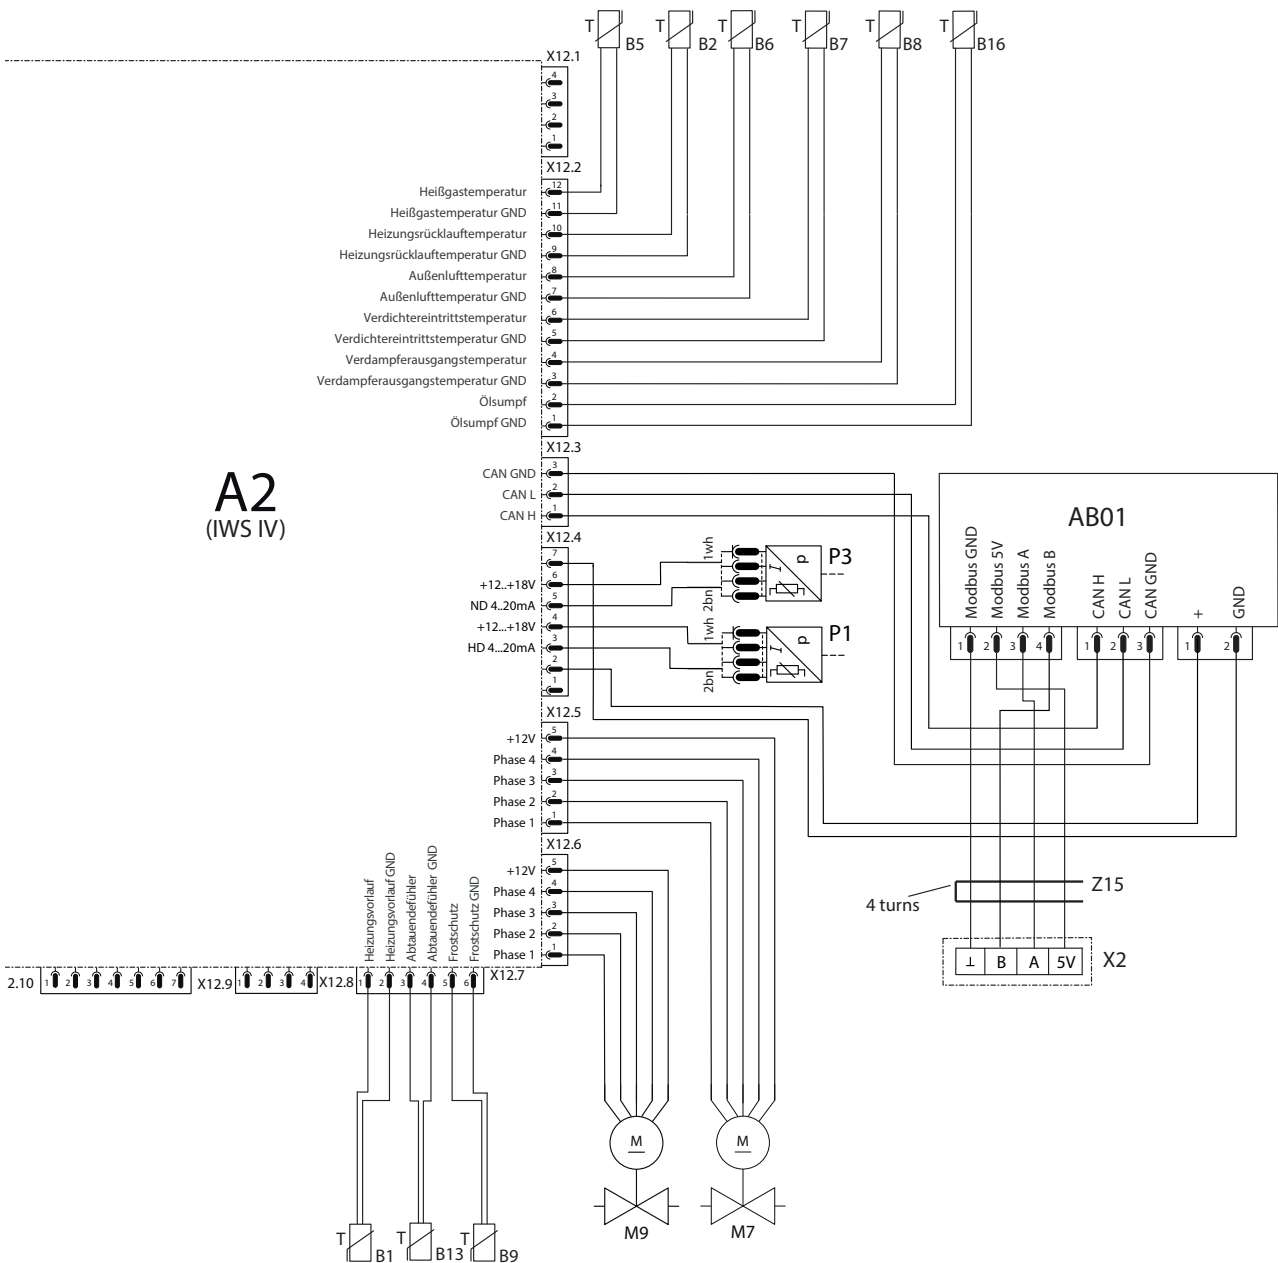 T B5 T B2 T B6 T B7 T B8 T B16
X12.1
4
3
2
1
X12.2
Heißgastemperatur 12
Heißgastemperatur GND 11
Heizungsrücklauftemperatur 10
Heizungsrücklauftemperatur GND 9
Außenlufttemperatur 8
Außenlufttemperatur GND 7
Verdichtereintrittstemperatur 6
Verdichtereintrittstemperatur GND 5
Verdampferausgangstemperatur 4
Verdampferausgangstemperatur GND 3
Ölsumpf 2
Ölsumpf GND 1
X12.3
CAN GND 3
CAN L 2
CAN H 1
A2
(IWS IV)
X12.4
7
+12..+18V 6
ND 4..20mA 5
+12...+18V 4
HD 4...20mA 3
2
1
1wh
2bn
p
P3
1wh
2bn
p
P1
AB01
Modbus GND
Modbus 5V
Modbus A
Modbus B
CAN H
CAN L
CAN GND
+
GND
1 2 3 4 1 2 3 1 2
X12.5
+12V 5
Phase 4 4
Phase 3 3
Phase 2 2
Phase 1 1
X12.6
+12V 5
Phase 4 4
Phase 3 3
Phase 2 2
Phase 1 1
4 turns
Z15
⊥ B A 5V
X2
Heizungsvorlauf
Heizungsvorlauf GND
Abtauendefühler
Abtauendefühler GND
Frostschutz
Frostschutz GND
2.10 1 2 3 4 5 6 7 X12.9 1 2 3 4 X12.8 1 2 3 4 5 6 X12.7
M
M
M9
M7
T B1 T B13 T B9